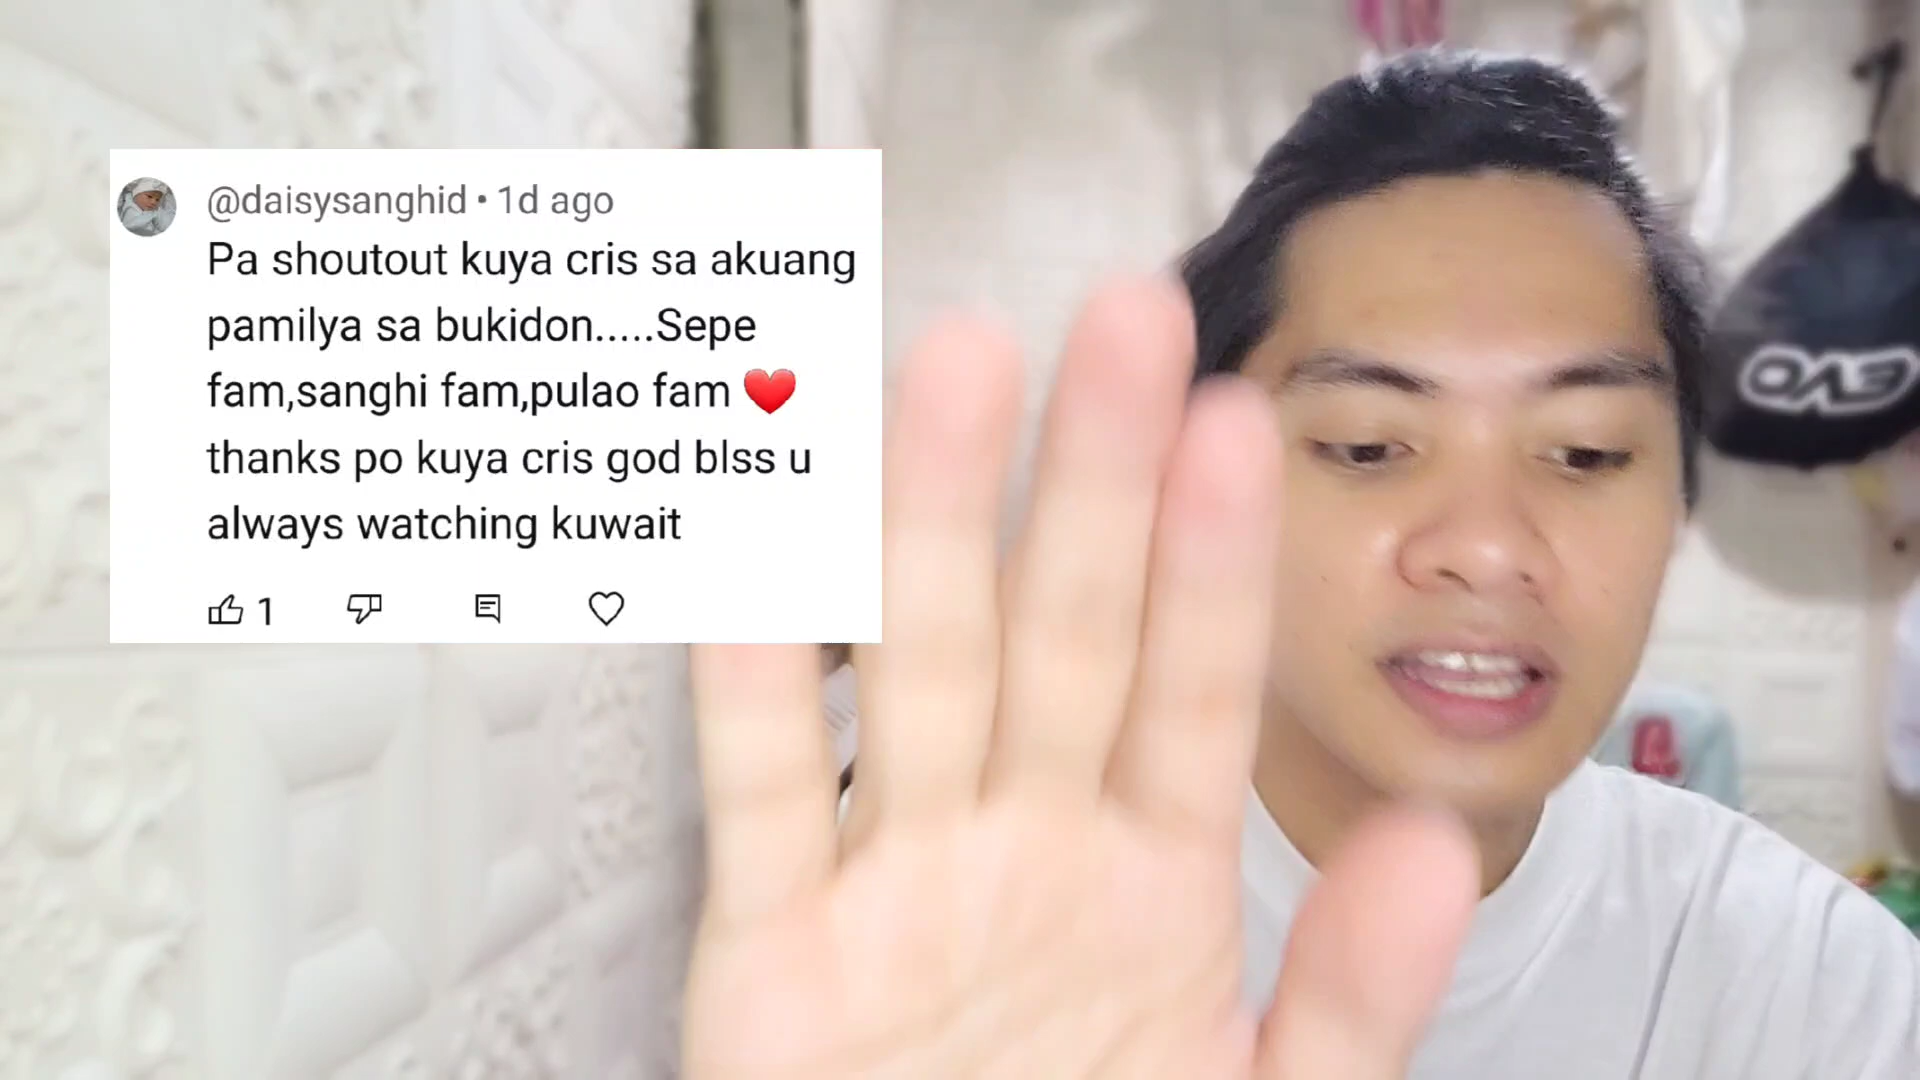 @daisysanghid • 1d ago
Pa shoutout kuya cris sa akuang
pamilya sa bukidon.....Sepe
fam,sanghi fam,pulao fam ❤️
thanks po kuya cris god blss u
always watching kuwait
1
EVO